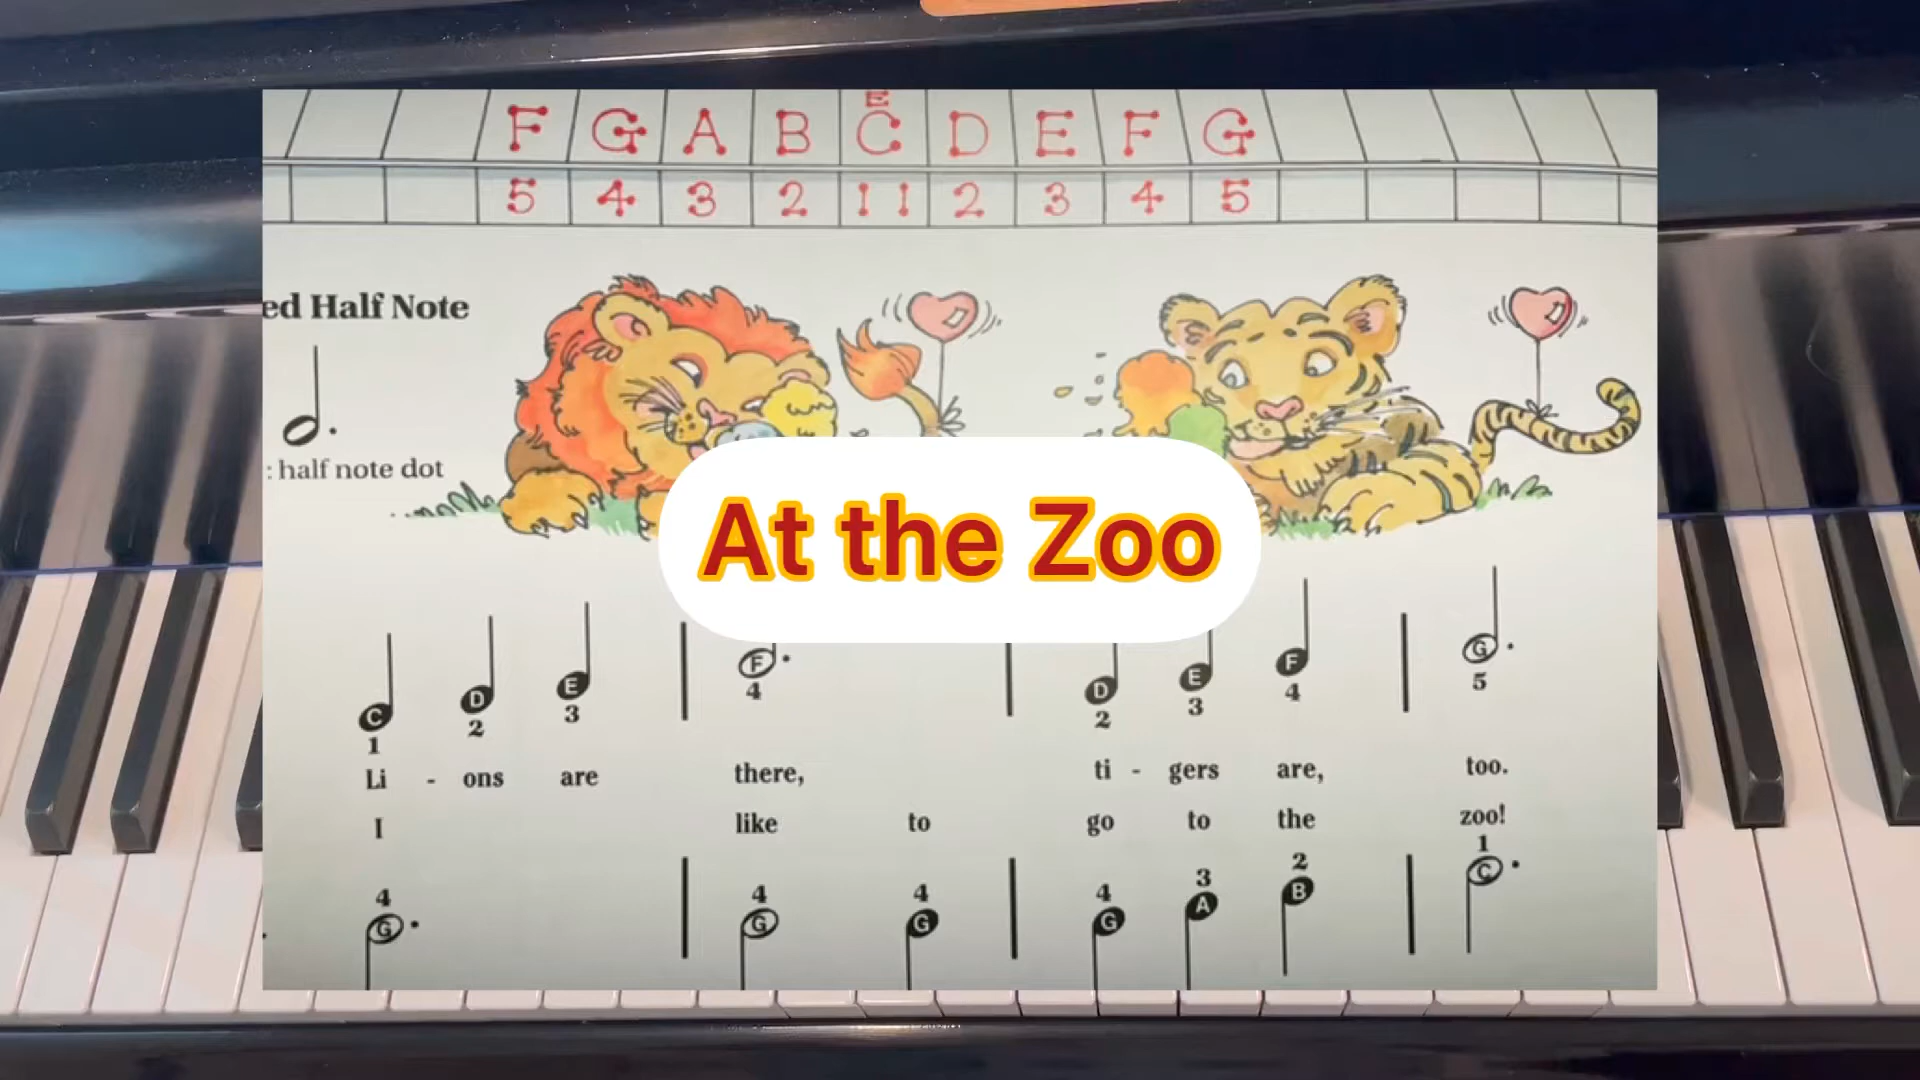 E
F G A B C D E F G
5 4 3 2 1 1 2 3 4 5
ed Half Note
: half note dot
At the Zoo
C D E F D E F G
1 2 3 4 2 3 4 5
Li - ons are there, ti - gers are, too.
I like to go to the zoo!
4 4 4 4 3 2 1
G G G G A B C